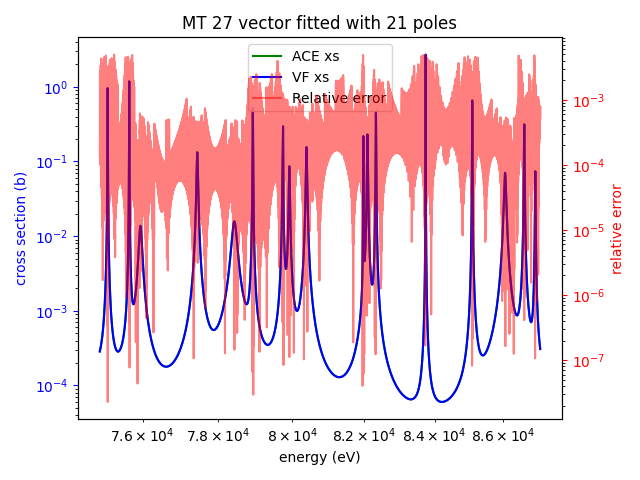 MT 27 vector fitted with 21 poles
ACE xs
VF xs
Relative error
10⁰
10⁻¹
10⁻²
10⁻³
10⁻⁴
cross section (b)
10⁻³
10⁻⁴
10⁻⁵
10⁻⁶
10⁻⁷
relative error
7.6 × 10⁴ 7.8 × 10⁴ 8 × 10⁴ 8.2 × 10⁴ 8.4 × 10⁴ 8.6 × 10⁴
energy (eV)